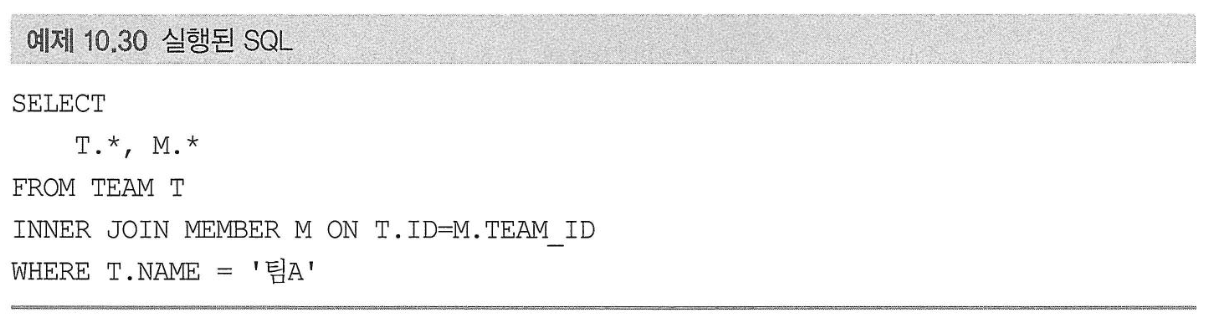 예제 10.30 실행된 SQL
SELECT
T.*, M.*
FROM TEAM T
INNER JOIN MEMBER M ON T.ID=M.TEAM_ID
WHERE T.NAME = '팀A'